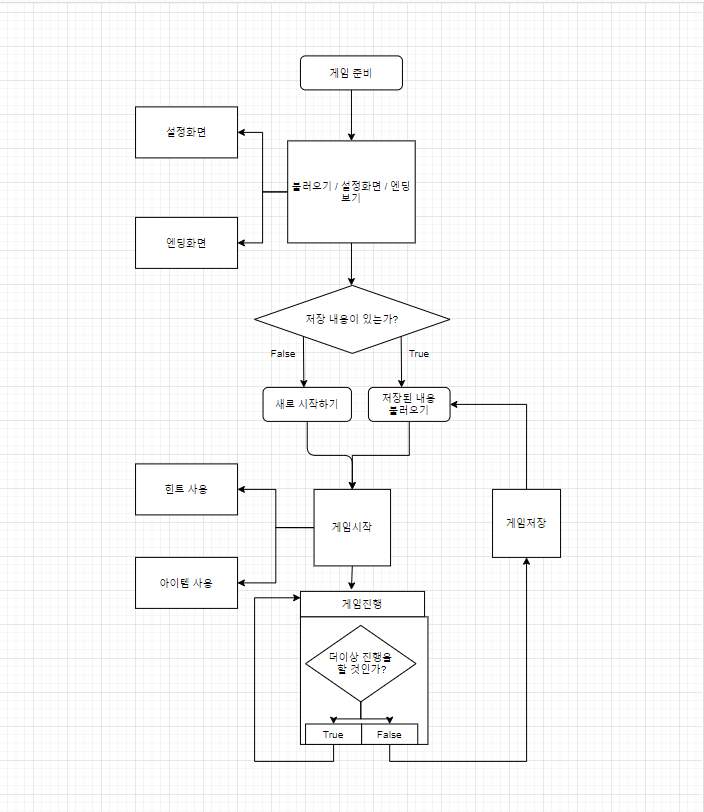 게임 준비
설정화면
불러오기 / 설정화면 / 엔딩
보기
엔딩화면
저장 내용이 있는가?
False
True
새로 시작하기
저장된 내용
불러오기
힌트 사용
게임시작
게임저장
아이템 사용
게임진행
더이상 진행을
할 것인가?
True
False